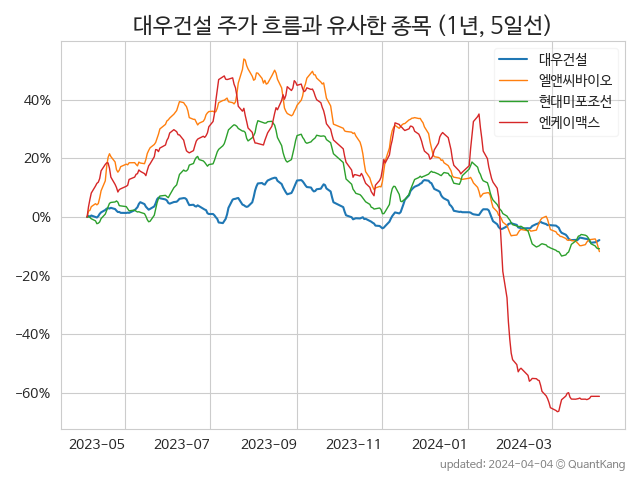 대우건설 주가 흐름과 유사한 종목 (1년, 5일선)
대우건설
엘앤씨바이오
현대미포조선
엔케이맥스
40%
20%
0%
−20%
−40%
−60%
2023−05
2023−07
2023−09
2023−11
2024−01
2024−03
updated: 2024−04−04 © QuantKang